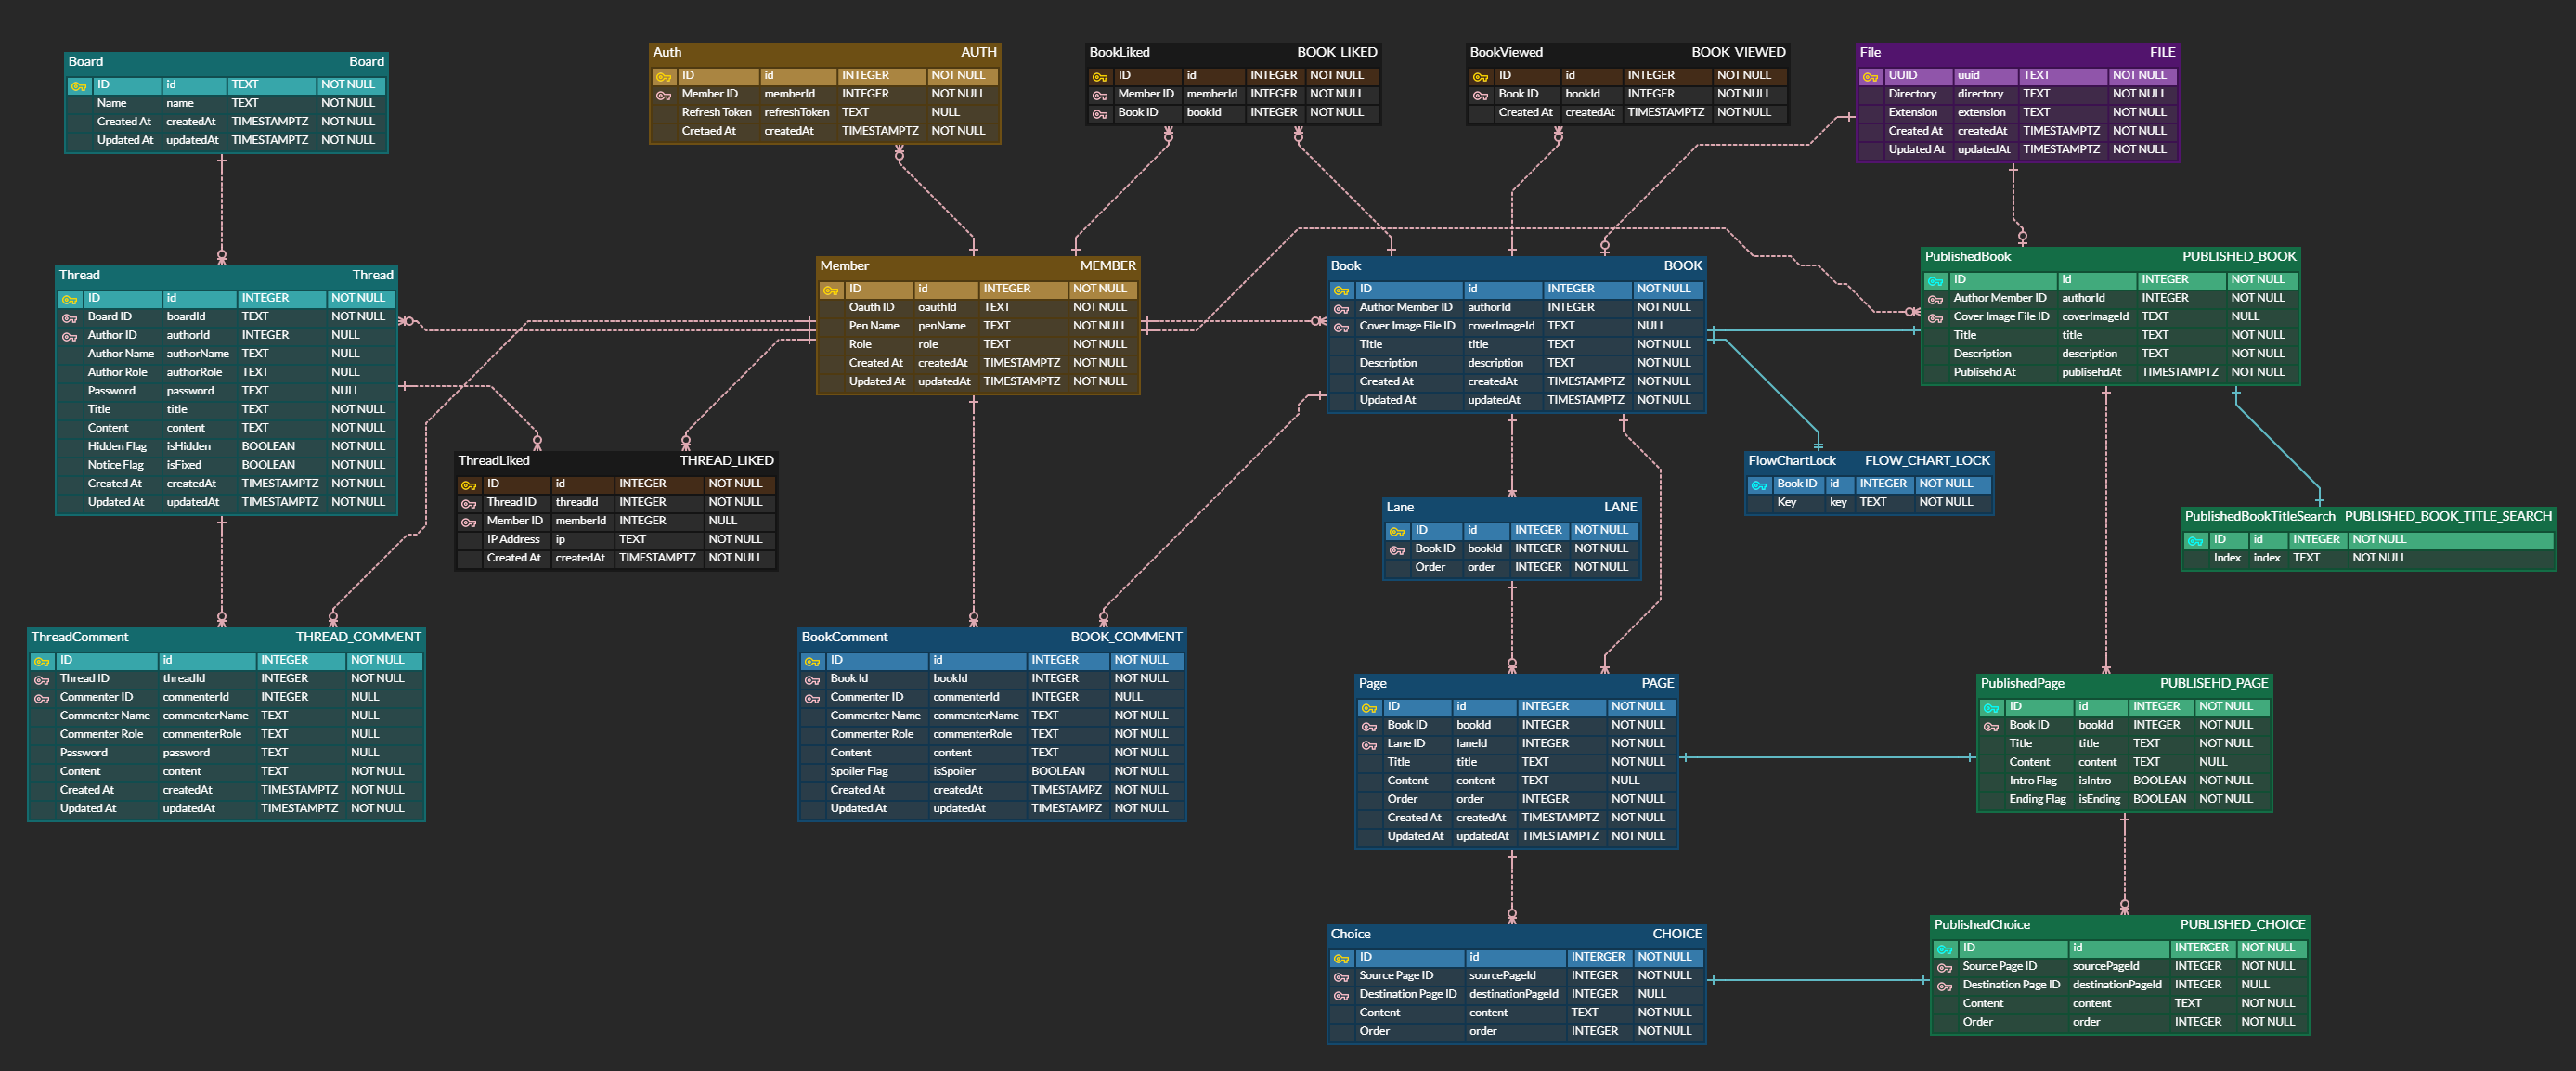 Board Board
ID id TEXT NOT NULL
Name name TEXT NOT NULL
Created At createdAt TIMESTAMPTZ NOT NULL
Updated At updatedAt TIMESTAMPTZ NOT NULL
Auth AUTH
ID id INTEGER NOT NULL
Member ID memberId INTEGER NOT NULL
Refresh Token refreshToken TEXT NULL
Cretaed At createdAt TIMESTAMPTZ NOT NULL
BookLiked BOOK_LIKED
ID id INTEGER NOT NULL
Member ID memberId INTEGER NOT NULL
Book ID bookId INTEGER NOT NULL
BookViewed BOOK_VIEWED
ID id INTEGER NOT NULL
Book ID bookId INTEGER NOT NULL
Created At createdAt TIMESTAMPTZ NOT NULL
File FILE
UUID uuid TEXT NOT NULL
Directory directory TEXT NOT NULL
Extension extension TEXT NOT NULL
Created At createdAt TIMESTAMPTZ NOT NULL
Updated At updatedAt TIMESTAMPTZ NOT NULL
Thread Thread
ID id INTEGER NOT NULL
Board ID boardId TEXT NOT NULL
Author ID authorId INTEGER NULL
Author Name authorName TEXT NULL
Author Role authorRole TEXT NULL
Password password TEXT NULL
Title title TEXT NOT NULL
Content content TEXT NOT NULL
Hidden Flag isHidden BOOLEAN NOT NULL
Notice Flag isFixed BOOLEAN NOT NULL
Created At createdAt TIMESTAMPTZ NOT NULL
Updated At updatedAt TIMESTAMPTZ NOT NULL
Member MEMBER
ID id INTEGER NOT NULL
Oauth ID oauthId TEXT NOT NULL
Pen Name penName TEXT NOT NULL
Role role TEXT NOT NULL
Created At createdAt TIMESTAMPTZ NOT NULL
Updated At updatedAt TIMESTAMPTZ NOT NULL
Book BOOK
ID id INTEGER NOT NULL
Author Member ID authorId INTEGER NOT NULL
Cover Image File ID coverImageId TEXT NULL
Title title TEXT NOT NULL
Description description TEXT NOT NULL
Created At createdAt TIMESTAMPTZ NOT NULL
Updated At updatedAt TIMESTAMPTZ NOT NULL
PublishedBook PUBLISHED_BOOK
ID id INTEGER NOT NULL
Author Member ID authorId INTEGER NOT NULL
Cover Image File ID coverImageId TEXT NULL
Title title TEXT NOT NULL
Description description TEXT NOT NULL
Publisehd At publisehdAt TIMESTAMPTZ NOT NULL
ThreadLiked THREAD_LIKED
ID id INTEGER NOT NULL
Thread ID threadId INTEGER NOT NULL
Member ID memberId INTEGER NULL
IP Address ip TEXT NOT NULL
Created At createdAt TIMESTAMPTZ NOT NULL
FlowChartLock FLOW_CHART_LOCK
Book ID id INTEGER NOT NULL
Key key TEXT NOT NULL
Lane LANE
ID id INTEGER NOT NULL
Book ID bookId INTEGER NOT NULL
Order order INTEGER NOT NULL
PublishedBookTitleSearch PUBLISHED_BOOK_TITLE_SEARCH
ID id INTEGER NOT NULL
Index index TEXT NOT NULL
ThreadComment THREAD_COMMENT
ID id INTEGER NOT NULL
Thread ID threadId INTEGER NOT NULL
Commenter ID commenterId INTEGER NULL
Commenter Name commenterName TEXT NULL
Commenter Role commenterRole TEXT NULL
Password password TEXT NULL
Content content TEXT NOT NULL
Created At createdAt TIMESTAMPTZ NOT NULL
Updated At updatedAt TIMESTAMPTZ NOT NULL
BookComment BOOK_COMMENT
ID id INTEGER NOT NULL
Book Id bookId INTEGER NOT NULL
Commenter ID commenterId INTEGER NULL
Commenter Name commenterName TEXT NOT NULL
Commenter Role commenterRole TEXT NOT NULL
Content content TEXT NOT NULL
Spoiler Flag isSpoiler BOOLEAN NOT NULL
Created At createdAt TIMESTAMPZ NOT NULL
Updated At updatedAt TIMESTAMPZ NOT NULL
Page PAGE
ID id INTEGER NOT NULL
Book ID bookId INTEGER NOT NULL
Lane ID laneId INTEGER NOT NULL
Title title TEXT NOT NULL
Content content TEXT NULL
Order order INTEGER NOT NULL
Created At createdAt TIMESTAMPTZ NOT NULL
Updated At updatedAt TIMESTAMPTZ NOT NULL
PublishedPage PUBLISEHD_PAGE
ID id INTEGER NOT NULL
Book ID bookId INTEGER NOT NULL
Title title TEXT NOT NULL
Content content TEXT NULL
Intro Flag isIntro BOOLEAN NOT NULL
Ending Flag isEnding BOOLEAN NOT NULL
Choice CHOICE
ID id INTERGER NOT NULL
Source Page ID sourcePageId INTEGER NOT NULL
Destination Page ID destinationPageId INTEGER NULL
Content content TEXT NOT NULL
Order order INTEGER NOT NULL
PublishedChoice PUBLISHED_CHOICE
ID id INTERGER NOT NULL
Source Page ID sourcePageId INTEGER NOT NULL
Destination Page ID destinationPageId INTEGER NULL
Content content TEXT NOT NULL
Order order INTEGER NOT NULL